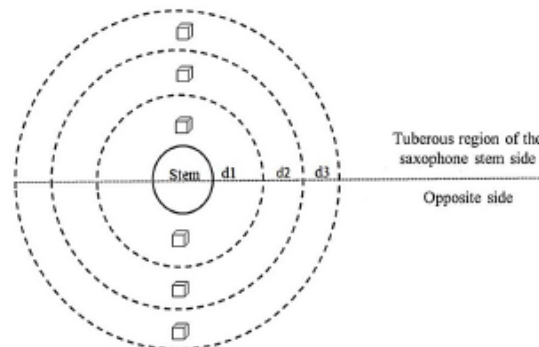 Tuberous region of the
saxophone stem side
Stem d1 d2 d3
Opposite side